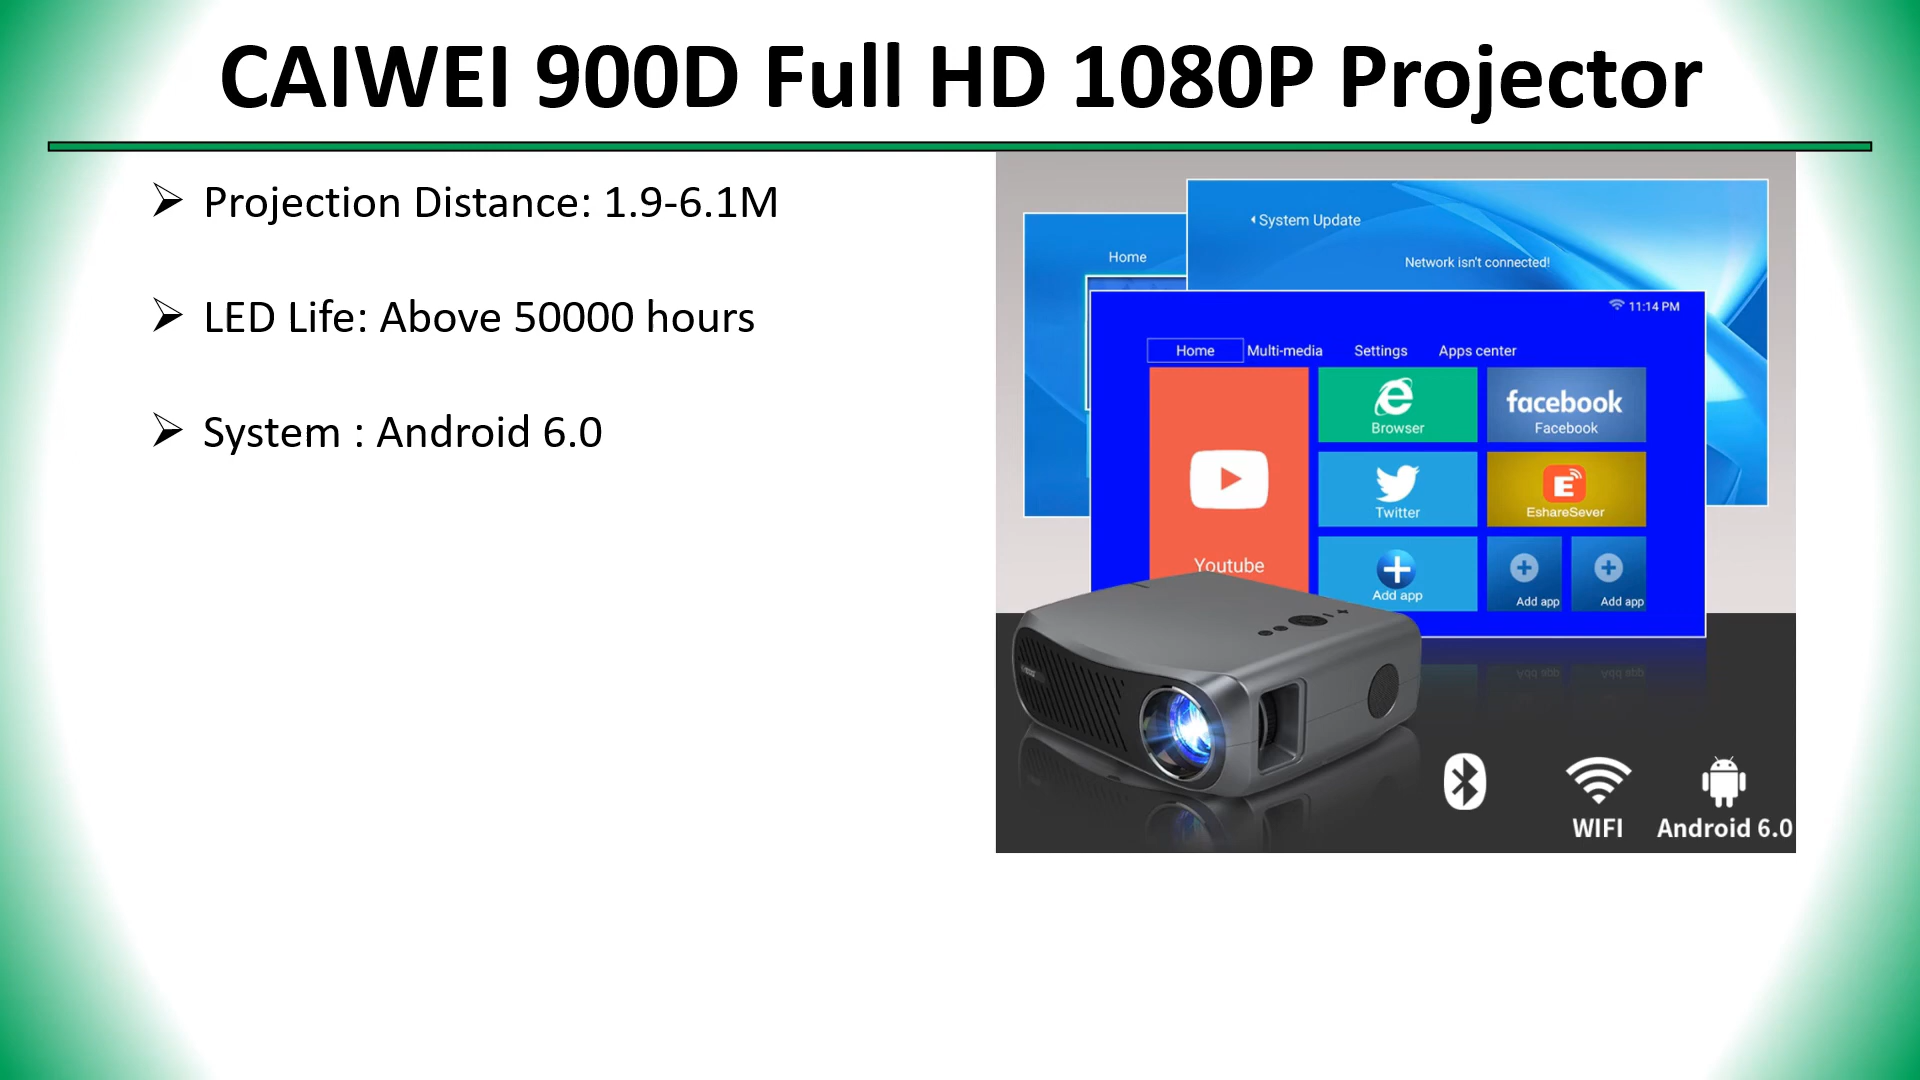 CAIWEI 900D Full HD 1080P Projector
Projection Distance: 1.9-6.1M
LED Life: Above 50000 hours
System : Android 6.0
System Update
Home
Network isn't connected!
11:14 PM
Home Multi-media Settings Apps center
Youtube
Browser
facebook
Facebook
Twitter
E
EshareSever
Add app
Add app
Add app
WIFI
Android 6.0